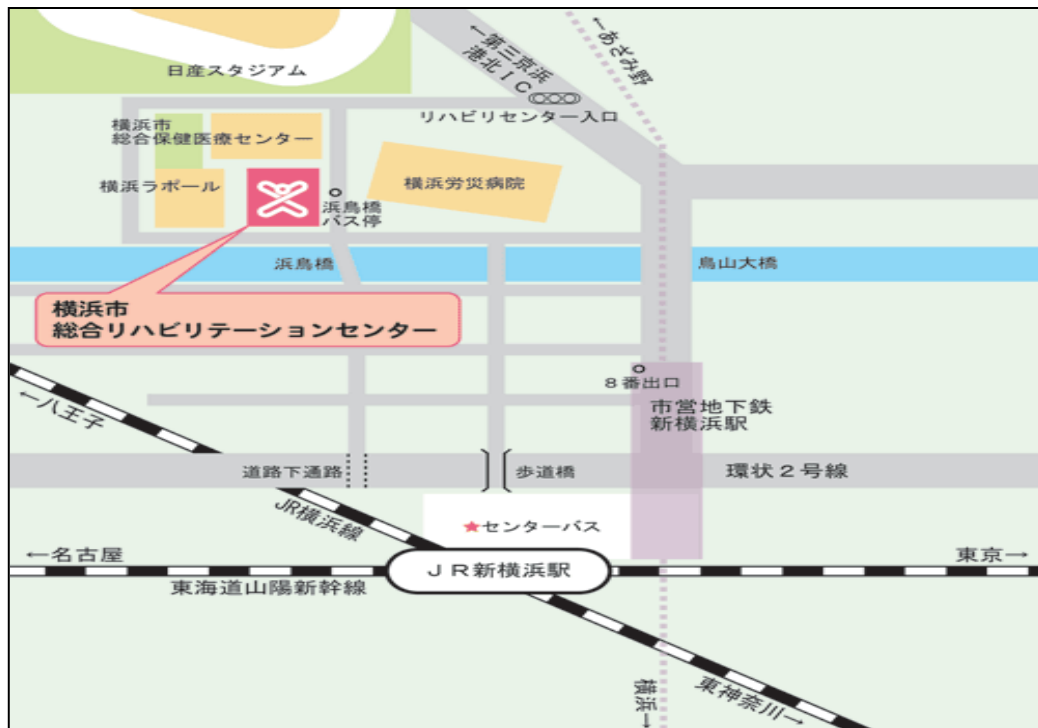 日産スタジアム
←第三京浜
港北IC
←あざみ野
リハビリセンター入口
横浜市
総合保健医療センター
横浜ラポール
浜鳥橋
バス停
横浜労災病院
浜鳥橋
鳥山大橋
横浜市
総合リハビリテーションセンター
8番出口
市営地下鉄
新横浜駅
←八王子
道路下通路
歩道橋
環状2号線
JR横浜線
★センターバス
←名古屋
JR新横浜駅
東京→
東海道山陽新幹線
横浜→
東神奈川→